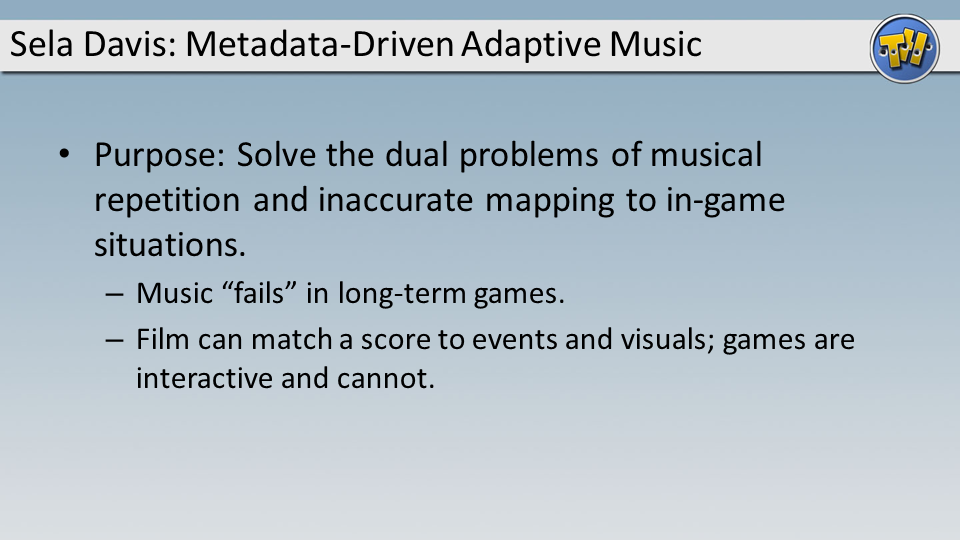 Sela Davis: Metadata-Driven Adaptive Music
• Purpose: Solve the dual problems of musical
repetition and inaccurate mapping to in-game
situations.
– Music “fails” in long-term games.
– Film can match a score to events and visuals; games are
interactive and cannot.